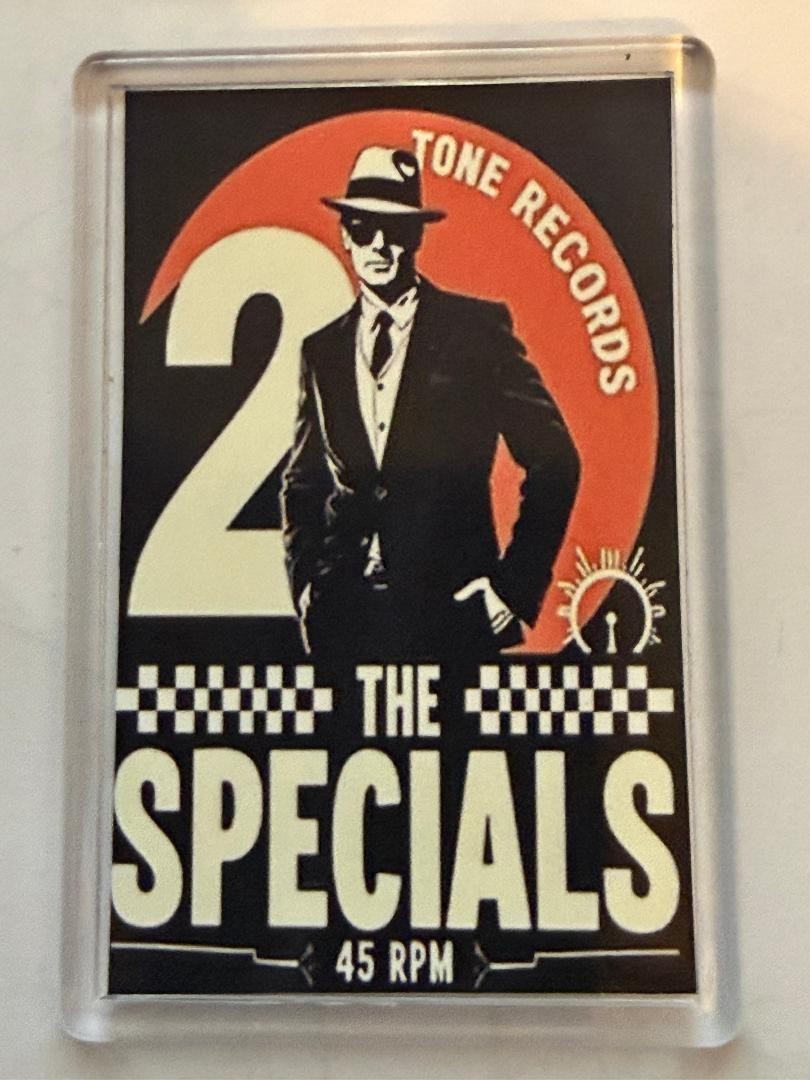 2
TONE RECORDS
THE
SPECIALS
45 RPM